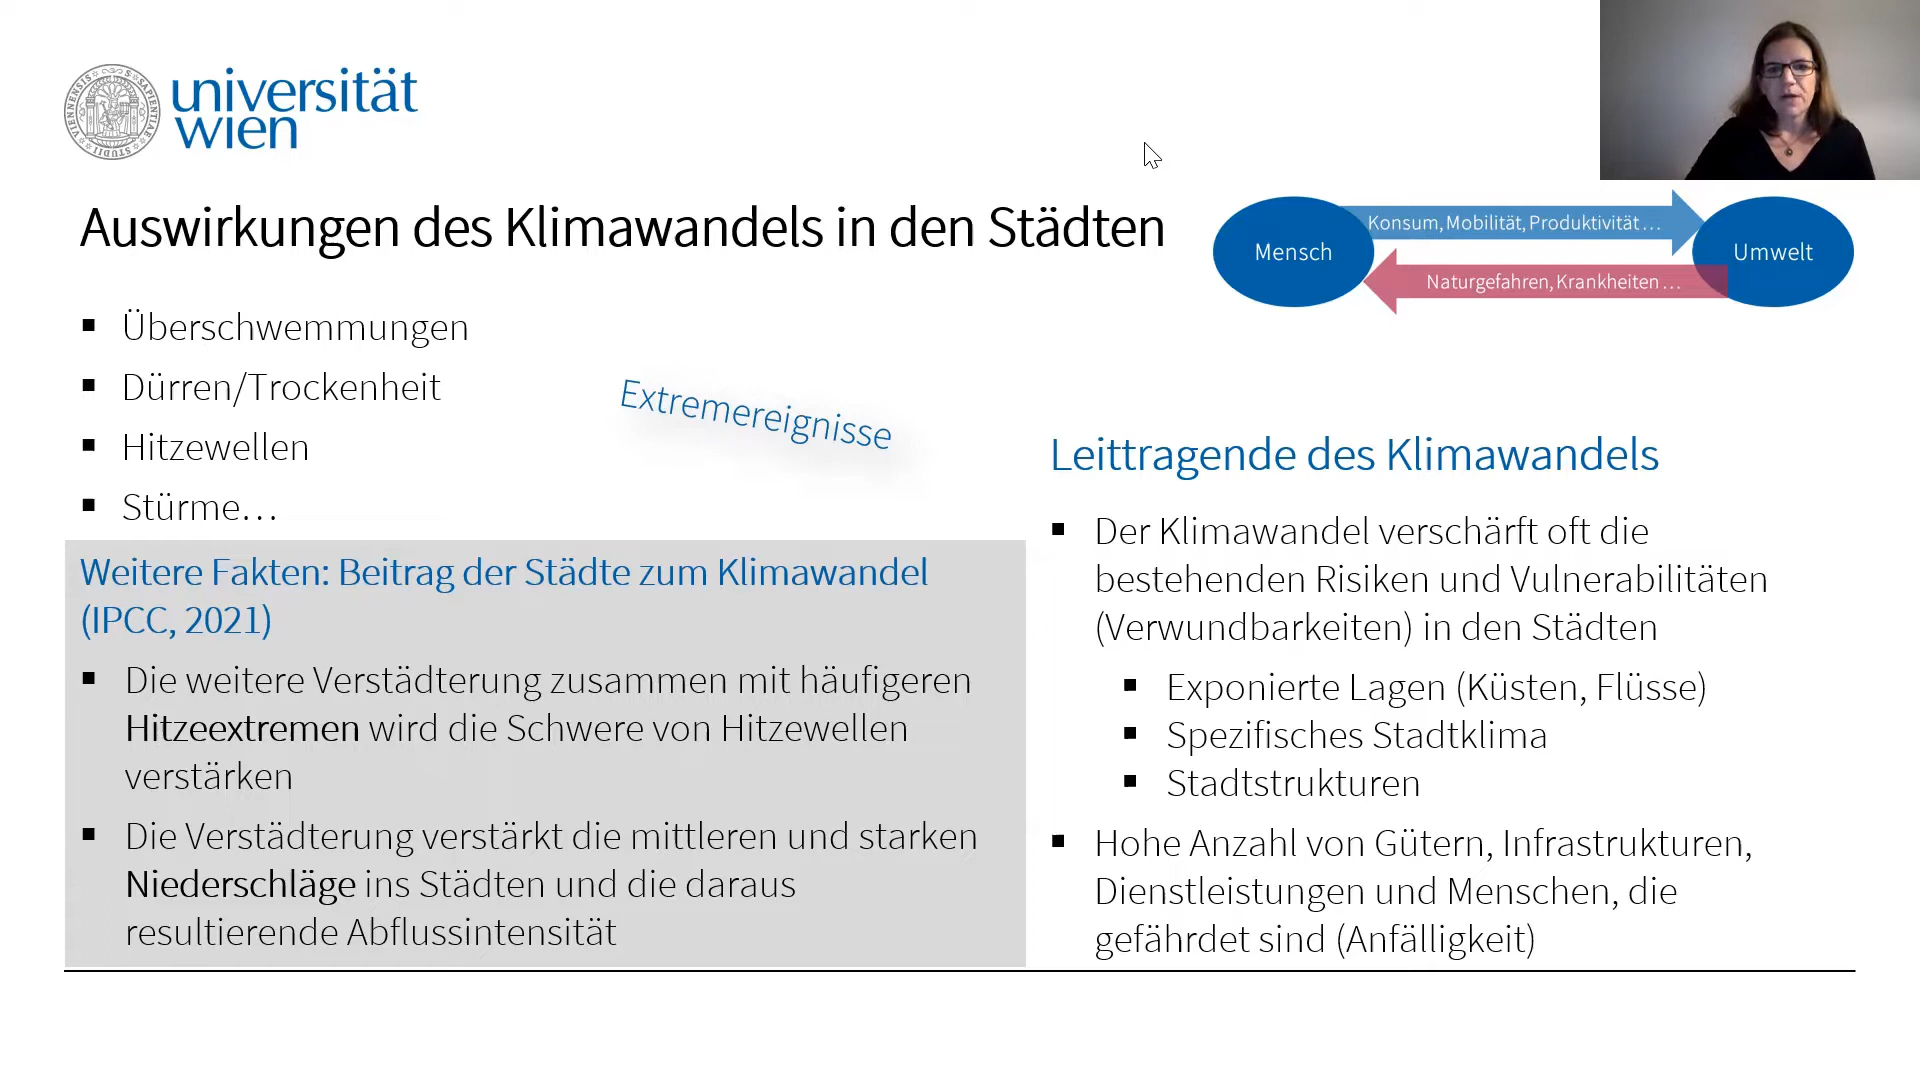 universität
wien
Auswirkungen des Klimawandels in den Städten
Mensch
Konsum, Mobilität, Produktivität…
Naturgefahren, Krankheiten…
Umwelt
▪ Überschwemmungen
▪ Dürren/Trockenheit
▪ Hitzewellen
▪ Stürme…
Extremereignisse
Weitere Fakten: Beitrag der Städte zum Klimawandel
(IPCC, 2021)
▪ Die weitere Verstädterung zusammen mit häufigeren
Hitzeextremen wird die Schwere von Hitzewellen
verstärken
▪ Die Verstädterung verstärkt die mittleren und starken
Niederschläge ins Städten und die daraus
resultierende Abflussintensität
Leittragende des Klimawandels
▪ Der Klimawandel verschärft oft die
bestehenden Risiken und Vulnerabilitäten
(Verwundbarkeiten) in den Städten
▪ Exponierte Lagen (Küsten, Flüsse)
▪ Spezifisches Stadtklima
▪ Stadtstrukturen
▪ Hohe Anzahl von Gütern, Infrastrukturen,
Dienstleistungen und Menschen, die
gefährdet sind (Anfälligkeit)